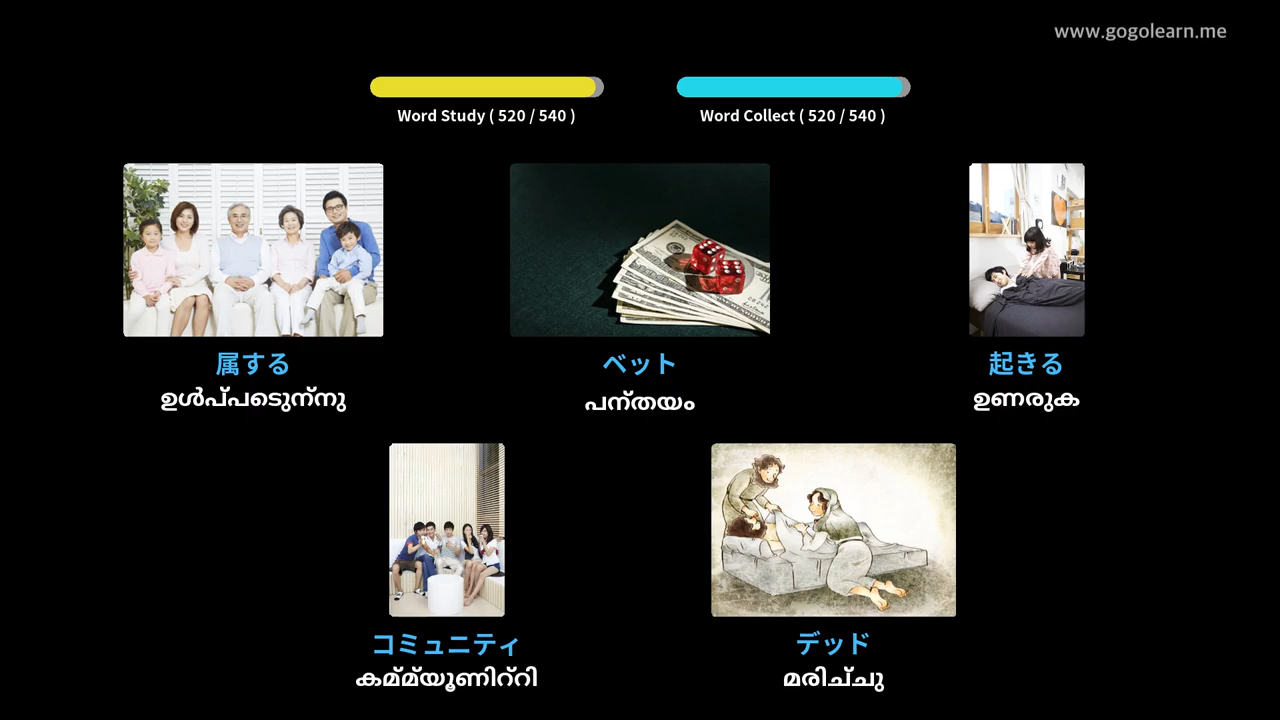 www.gogolearn.me
Word Study ( 520 / 540 )
Word Collect ( 520 / 540 )
属する
ഉൾപ്പടെുന്നു
ベット
പന്തയം
起きる
ഉണരുക
コミュニティ
കമ്മ്യൂണിറ്റി
デッド
മരിച്ചു